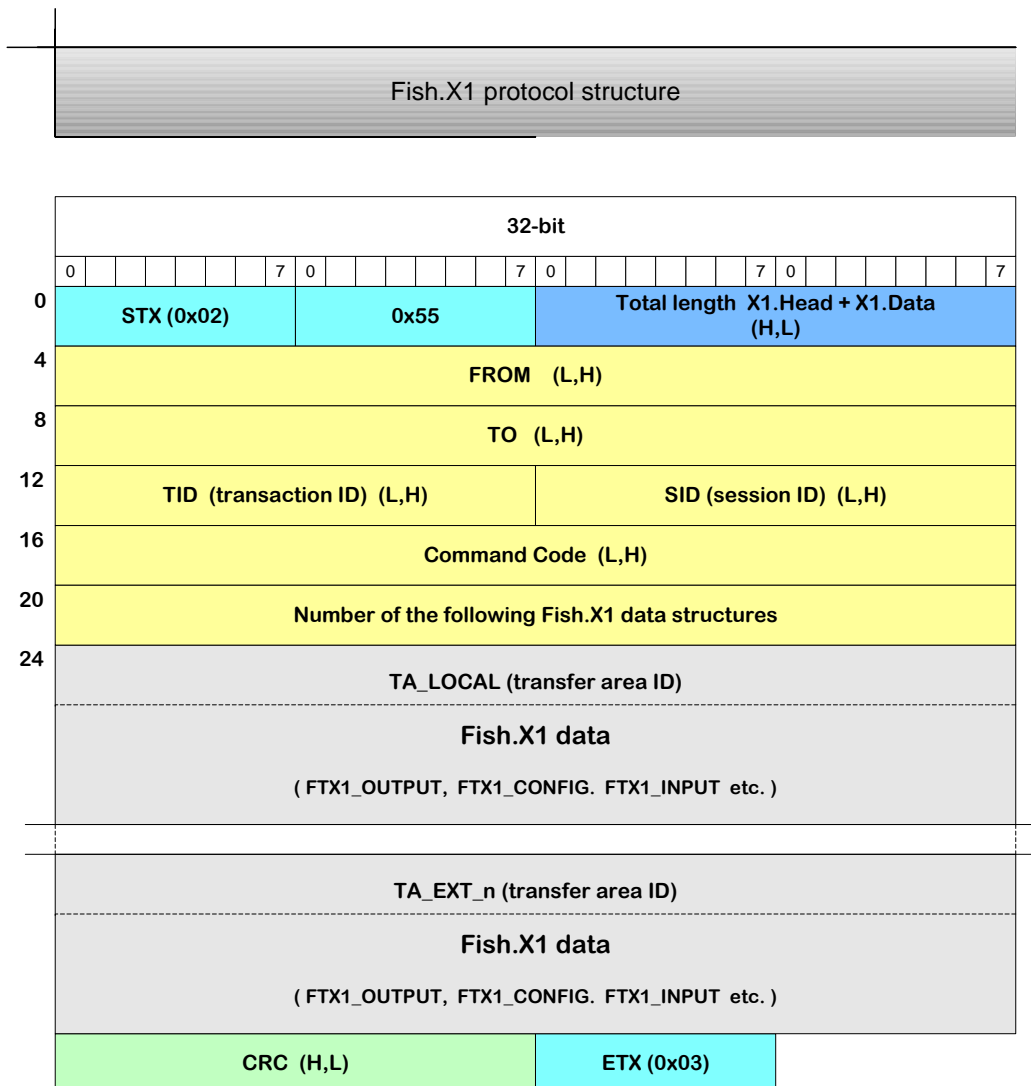 Fish.X1 protocol structure
32-bit
0 7 0 7 0 7 0 7
0 STX (0x02) 0x55 Total length X1.Head + X1.Data
(H,L)
4 FROM (L,H)
8 TO (L,H)
12 TID (transaction ID) (L,H) SID (session ID) (L,H)
16 Command Code (L,H)
20 Number of the following Fish.X1 data structures
24 TA_LOCAL (transfer area ID)
Fish.X1 data
( FTX1_OUTPUT, FTX1_CONFIG. FTX1_INPUT etc. )
TA_EXT_n (transfer area ID)
Fish.X1 data
( FTX1_OUTPUT, FTX1_CONFIG. FTX1_INPUT etc. )
CRC (H,L) ETX (0x03)